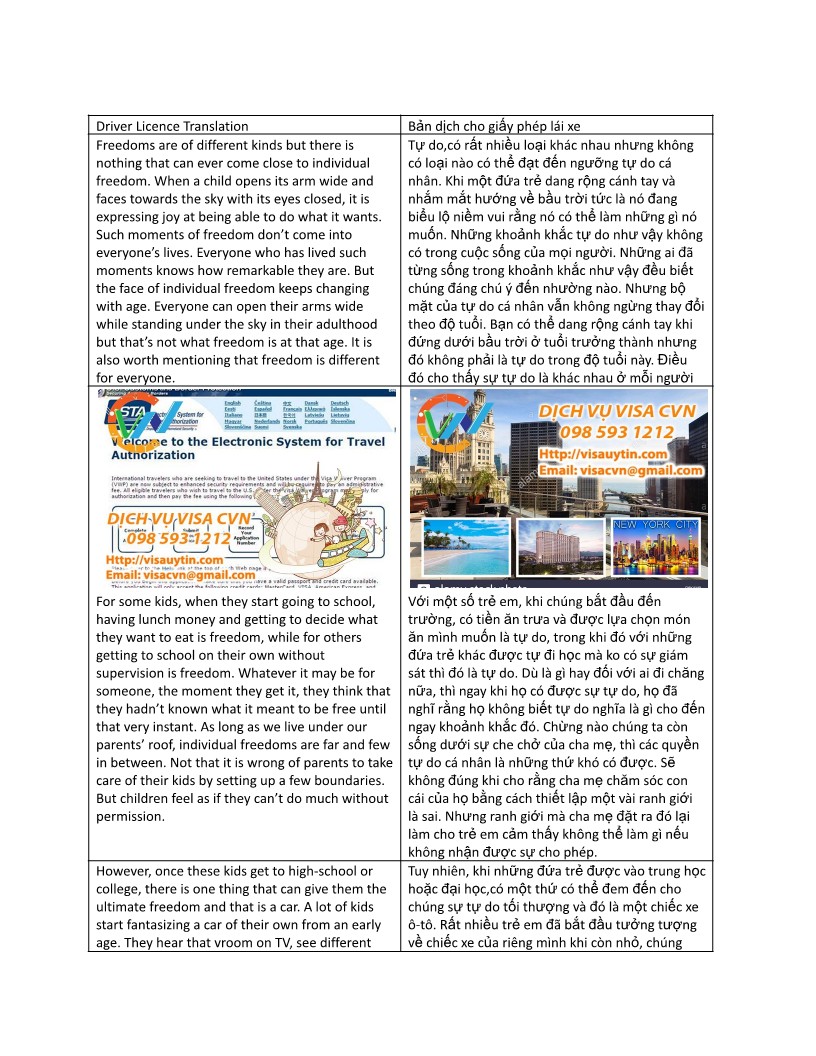 Driver Licence Translation
Freedoms are of different kinds but there is
nothing that can ever come close to individual
freedom. When a child opens its arm wide and
faces towards the sky with its eyes closed, it is
expressing joy at being able to do what it wants.
Such moments of freedom don’t come into
everyone’s lives. Everyone who has lived such
moments knows how remarkable they are. But
the face of individual freedom keeps changing
with age. Everyone can open their arms wide
while standing under the sky in their adulthood
but that’s not what freedom is at that age. It is
also worth mentioning that freedom is different
for everyone.
Bản dịch cho giấy phép lái xe
Tự do,có rất nhiều loại khác nhau nhưng không
có loại nào có thể đạt đến ngưỡng tự do cá
nhân. Khi một đứa trẻ dang rộng cánh tay và
nhắm mắt hướng về bầu trời tức là nó đang
biểu lộ niềm vui rằng nó có thể làm những gì nó
muốn. Những khoảnh khắc tự do như vậy không
có trong cuộc sống của mọi người. Những ai đã
từng sống trong khoảnh khắc như vậy đều biết
chúng đáng chú ý đến nhường nào. Nhưng bộ
mặt của tự do cá nhân vẫn không ngừng thay đổi
theo độ tuổi. Bạn có thể dang rộng cánh tay khi
đứng dưới bầu trời ở tuổi trưởng thành nhưng
đó không phải là tự do trong độ tuổi này. Điều
đó cho thấy sự tự do là khác nhau ở mỗi người
English Čeština 中文 Dansk Deutsch
Welcome to the Electronic System for Travel
Authorization
International travelers who are seeking to travel to the United States under the Visa Waiver Program
DỊCH VỤ VISA CVN
098 593 1212
Http://visauytin.com
Email: visacvn@gmail.com
DỊCH VỤ VISA CVN
098 593 1212
Http://visauytin.com
Email: visacvn@gmail.com
NEW YORK CITY
For some kids, when they start going to school,
having lunch money and getting to decide what
they want to eat is freedom, while for others
getting to school on their own without
supervision is freedom. Whatever it may be for
someone, the moment they get it, they think that
they hadn’t known what it meant to be free until
that very instant. As long as we live under our
parents’ roof, individual freedoms are far and few
in between. Not that it is wrong of parents to take
care of their kids by setting up a few boundaries.
But children feel as if they can’t do much without
permission.
Với một số trẻ em, khi chúng bắt đầu đến
trường, có tiền ăn trưa và được lựa chọn món
ăn mình muốn là tự do, trong khi đó với những
đứa trẻ khác được tự đi học mà ko có sự giám
sát thì đó là tự do. Dù là gì hay đối với ai đi chăng
nữa, thì ngay khi họ có được sự tự do, họ đã
nghĩ rằng họ không biết tự do nghĩa là gì cho đến
ngay khoảnh khắc đó. Chừng nào chúng ta còn
sống dưới sự che chở của cha mẹ, thì các quyền
tự do cá nhân là những thứ khó có được. Sẽ
không đúng khi cho rằng cha mẹ chăm sóc con
cái của họ bằng cách thiết lập một vài ranh giới
là sai. Nhưng ranh giới mà cha mẹ đặt ra đó lại
làm cho trẻ em cảm thấy không thể làm gì nếu
không nhận được sự cho phép.
However, once these kids get to high-school or
college, there is one thing that can give them the
ultimate freedom and that is a car. A lot of kids
start fantasizing a car of their own from an early
age. They hear that vroom on TV, see different
Tuy nhiên, khi những đứa trẻ được vào trung học
hoặc đại học,có một thứ có thể đem đến cho
chúng sự tự do tối thượng và đó là một chiếc xe
ô-tô. Rất nhiều trẻ em đã bắt đầu tưởng tượng
về chiếc xe của riêng mình khi còn nhỏ, chúng